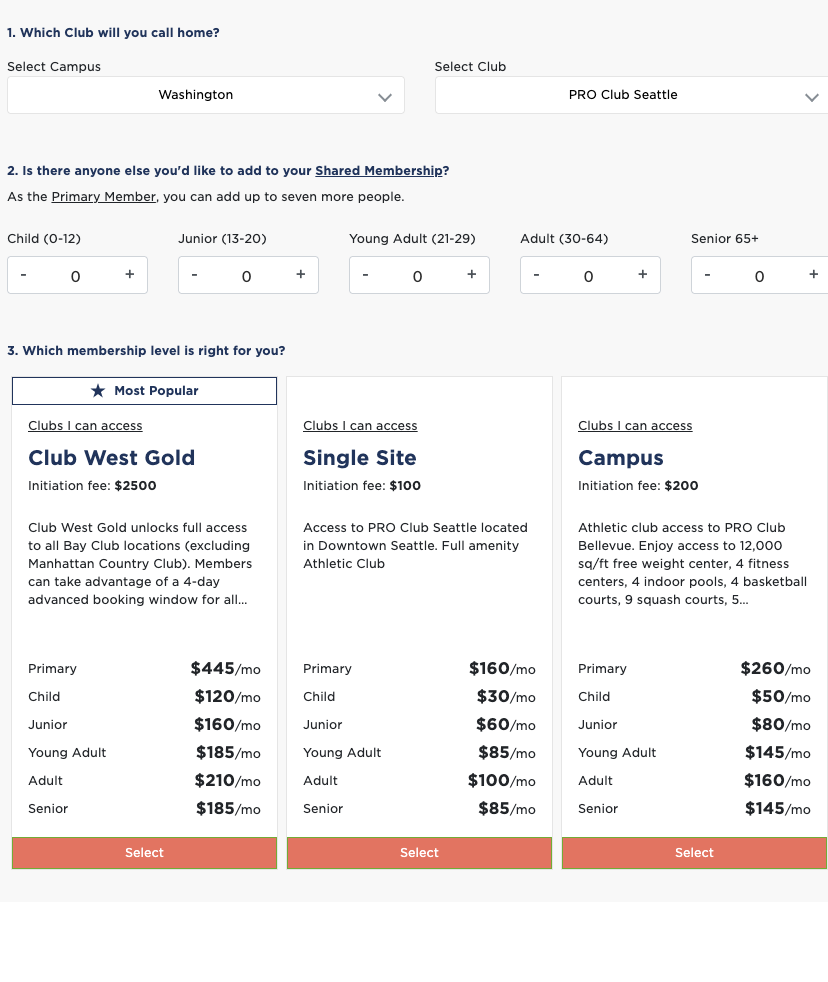 1. Which Club will you call home?
Select Campus
Washington
Select Club
PRO Club Seattle
2. Is there anyone else you'd like to add to your Shared Membership?
As the Primary Member, you can add up to seven more people.
Child (0-12)
- 0 +
Junior (13-20)
- 0 +
Young Adult (21-29)
- 0 +
Adult (30-64)
- 0 +
Senior 65+
- 0 +
3. Which membership level is right for you?
★ Most Popular
Clubs I can access
Club West Gold
Initiation fee: $2500
Club West Gold unlocks full access
to all Bay Club locations (excluding
Manhattan Country Club). Members
can take advantage of a 4-day
advanced booking window for all...
Primary $445/mo
Child $120/mo
Junior $160/mo
Young Adult $185/mo
Adult $210/mo
Senior $185/mo
Select
Clubs I can access
Single Site
Initiation fee: $100
Access to PRO Club Seattle located
in Downtown Seattle. Full amenity
Athletic Club
Primary $160/mo
Child $30/mo
Junior $60/mo
Young Adult $85/mo
Adult $100/mo
Senior $85/mo
Select
Clubs I can access
Campus
Initiation fee: $200
Athletic club access to PRO Club
Bellevue. Enjoy access to 12,000
sq/ft free weight center, 4 fitness
centers, 4 indoor pools, 4 basketball
courts, 9 squash courts, 5...
Primary $260/mo
Child $50/mo
Junior $80/mo
Young Adult $145/mo
Adult $160/mo
Senior $145/mo
Select